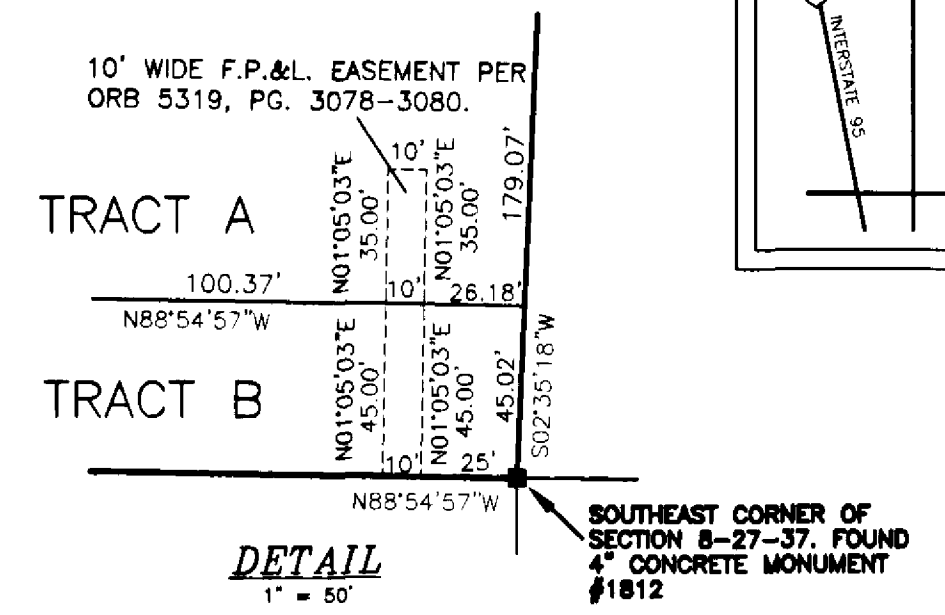 10' WIDE F.P.&L. EASEMENT PER
ORB 5319, PG. 3078-3080.
INTERSTATE 95
TRACT A
N01°05'03"E
35.00'
10'
N01°05'03"E
35.00'
179.07'
100.37'
10'
26.18'
N88°54'57"W
TRACT B
N01°05'03"E
45.00'
N01°05'03"E
45.00'
45.02'
S02°35'18"W
10'
25'
N88°54'57"W
SOUTHEAST CORNER OF
SECTION 8-27-37. FOUND
4" CONCRETE MONUMENT
#1812
DETAIL
1" = 50'